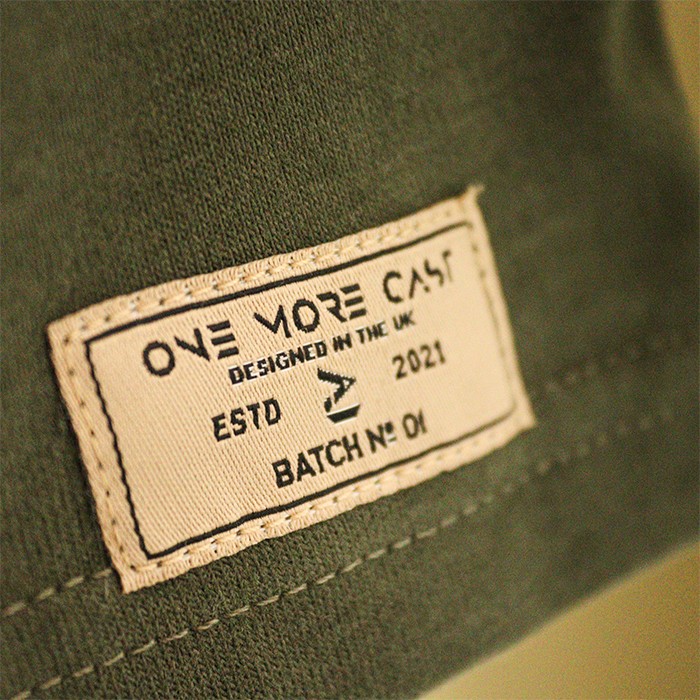 ONE MORE CAST
DESIGNED IN THE UK
ESTD 2021
BATCH Nº 01